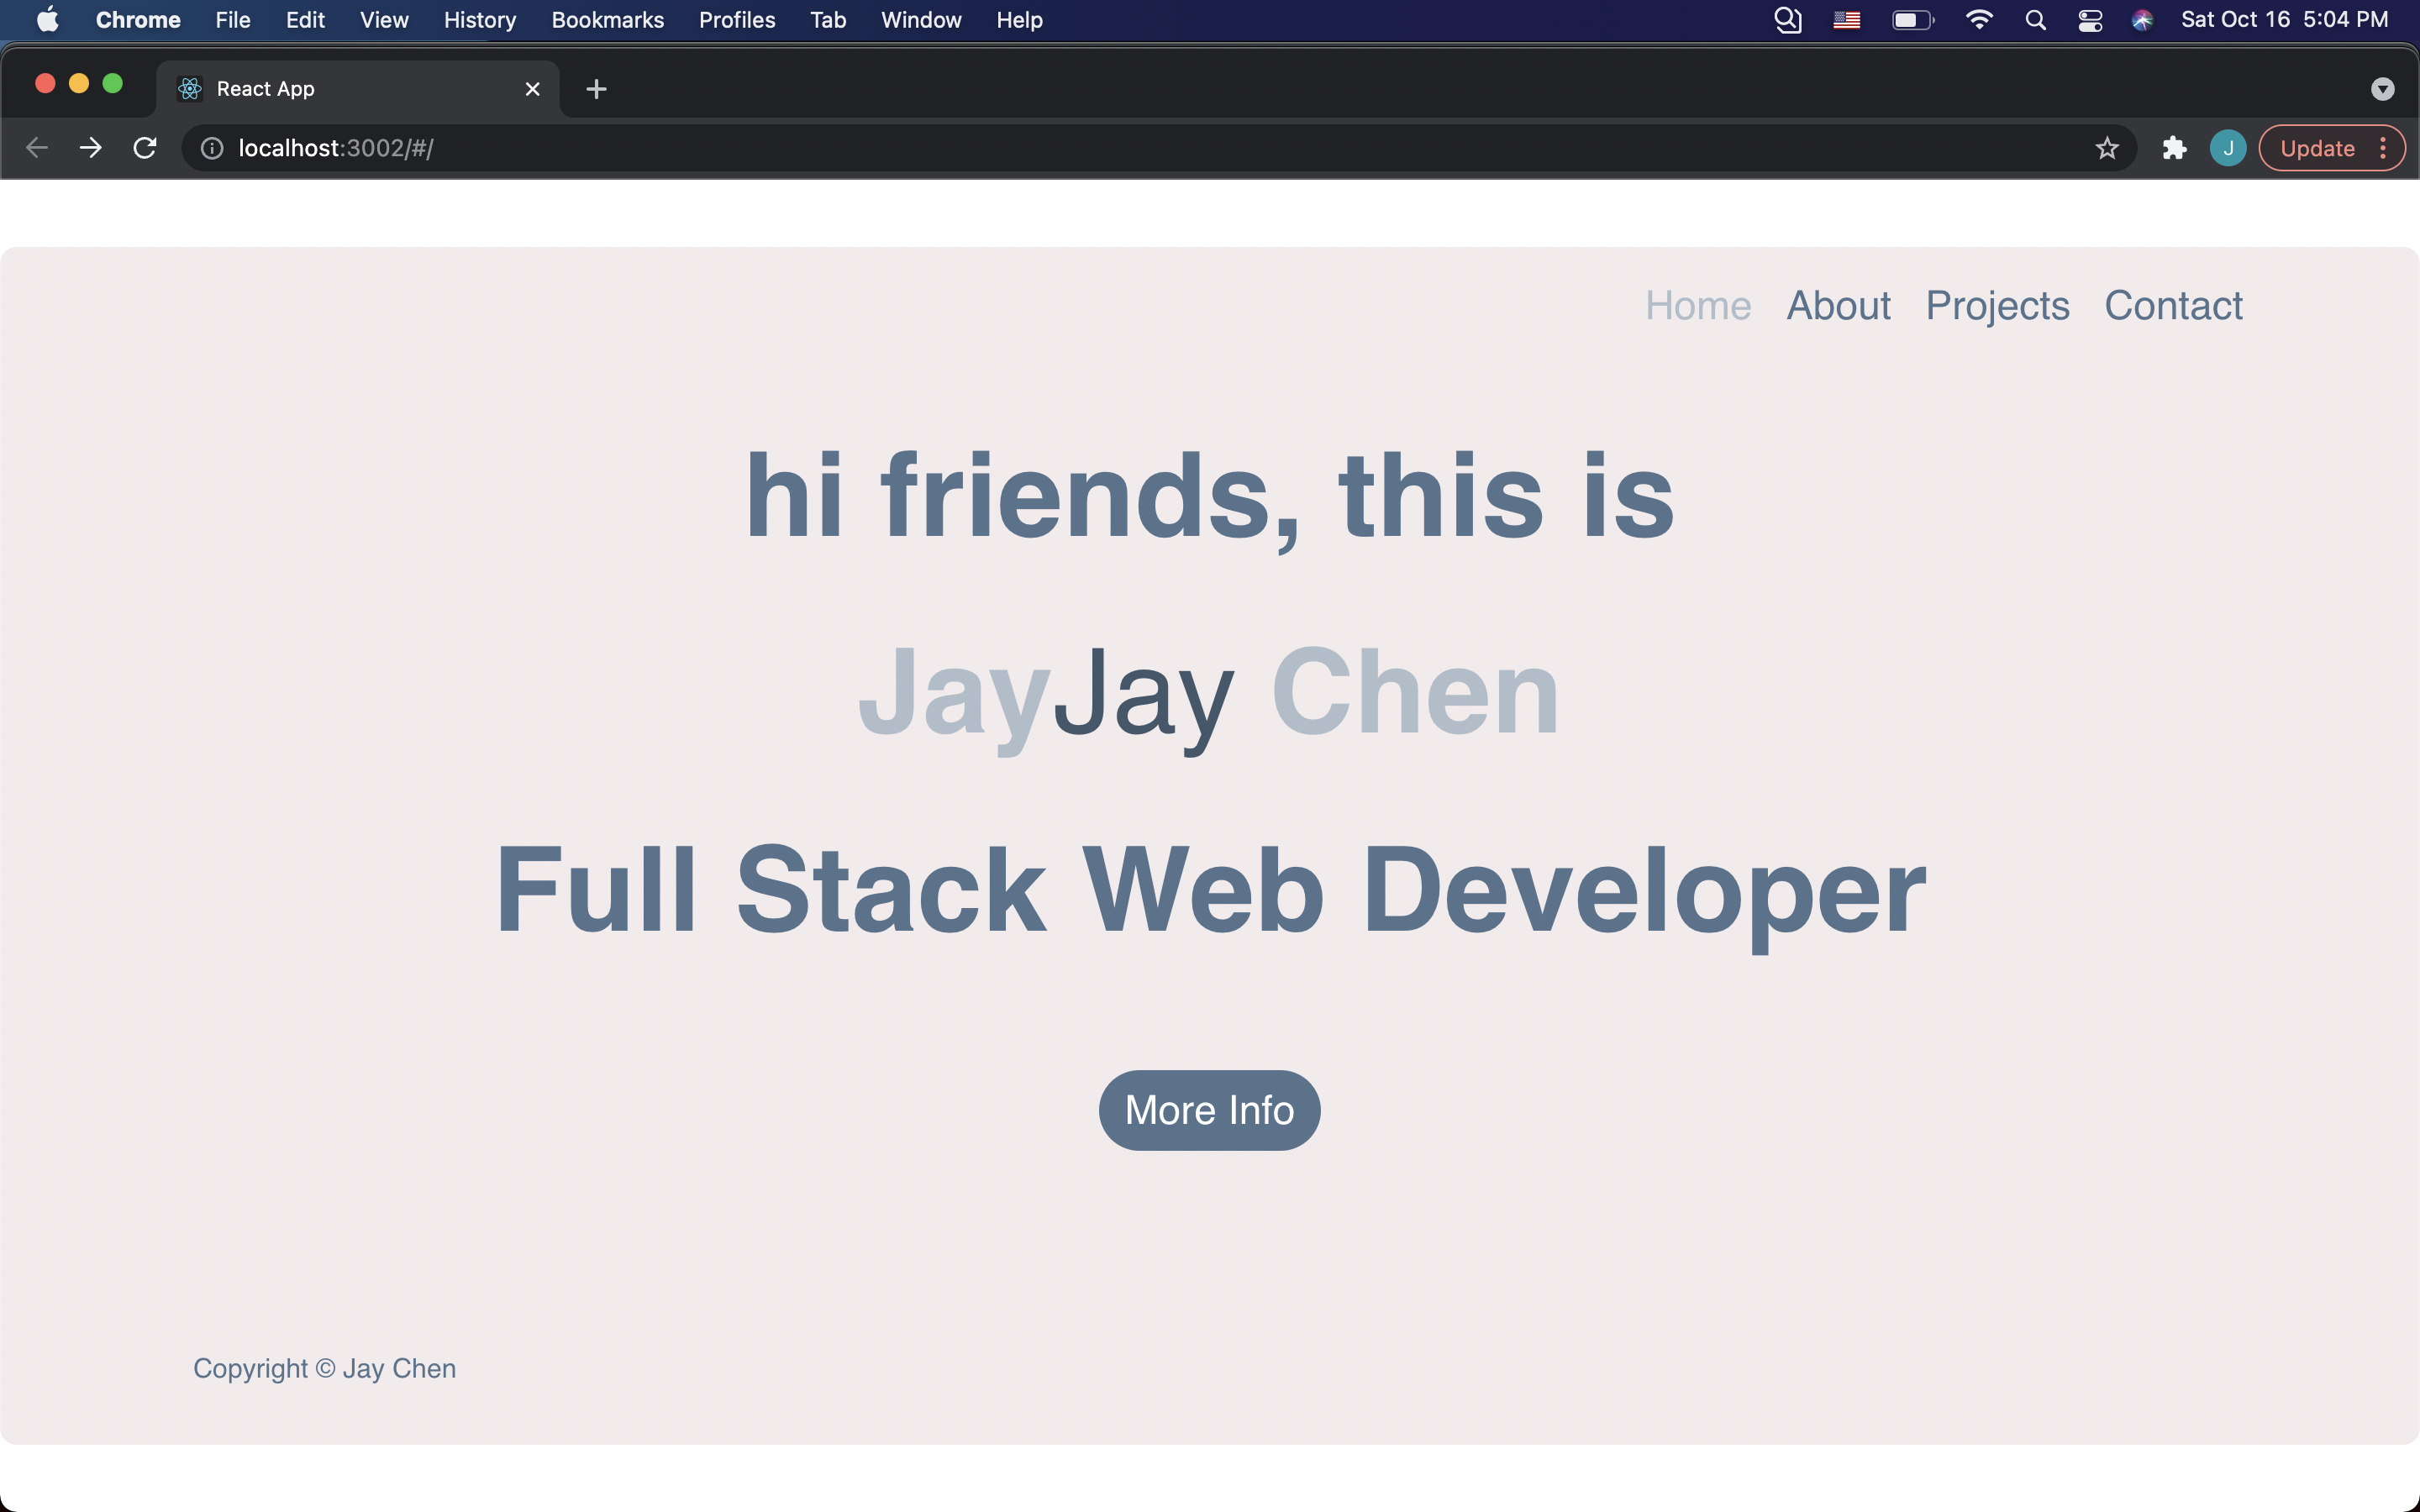 Chrome File Edit View History Bookmarks Profiles Tab Window Help Sat Oct 16 5:04 PM
React App
localhost:3002/#/ J Update
Home About Projects Contact
hi friends, this is
JayJay Chen
Full Stack Web Developer
More Info
Copyright © Jay Chen